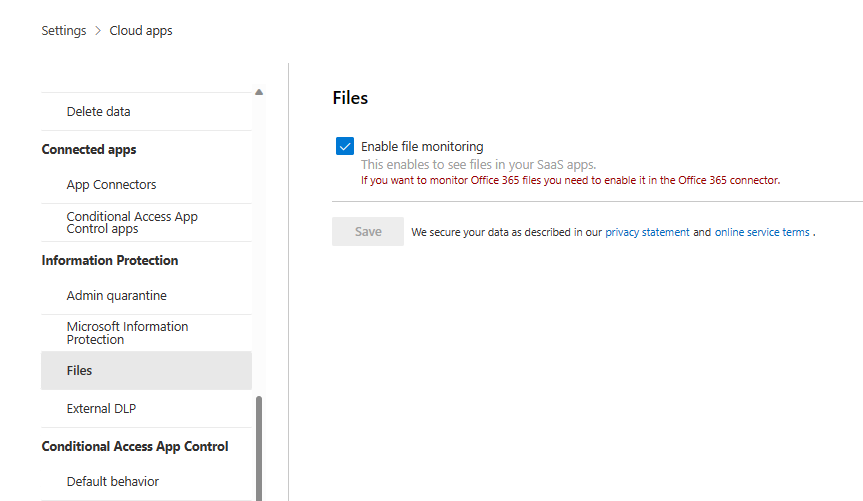 Settings > Cloud apps
Delete data
Connected apps
App Connectors
Conditional Access App
Control apps
Information Protection
Admin quarantine
Microsoft Information
Protection
Files
External DLP
Conditional Access App Control
Default behavior
Files
Enable file monitoring
This enables to see files in your SaaS apps.
If you want to monitor Office 365 files you need to enable it in the Office 365 connector.
Save We secure your data as described in our privacy statement and online service terms .